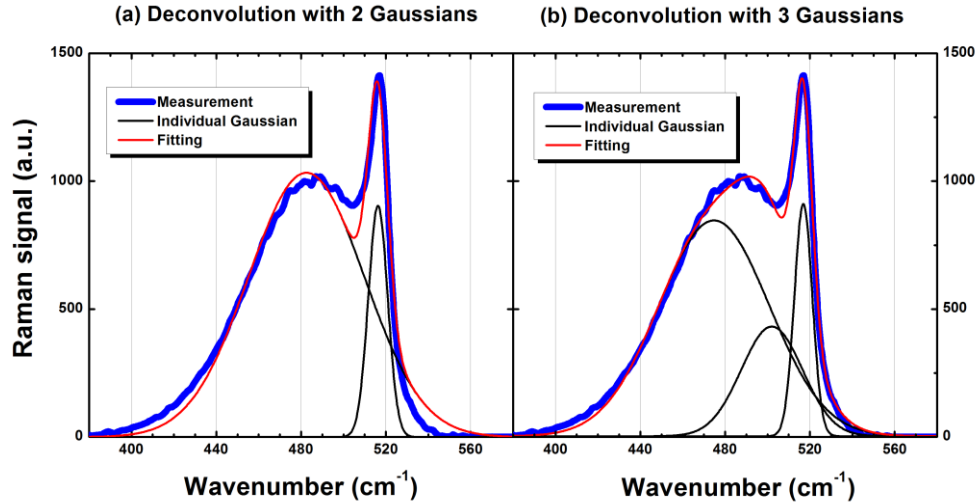 (a) Deconvolution with 2 Gaussians
(b) Deconvolution with 3 Gaussians
1500
1000
500
0
Raman signal (a.u.)
Measurement
Individual Gaussian
Fitting
400
440
480
520
560
Wavenumber (cm⁻¹)
Measurement
Individual Gaussian
Fitting
400
440
480
520
560
Wavenumber (cm⁻¹)
1500
1000
500
0